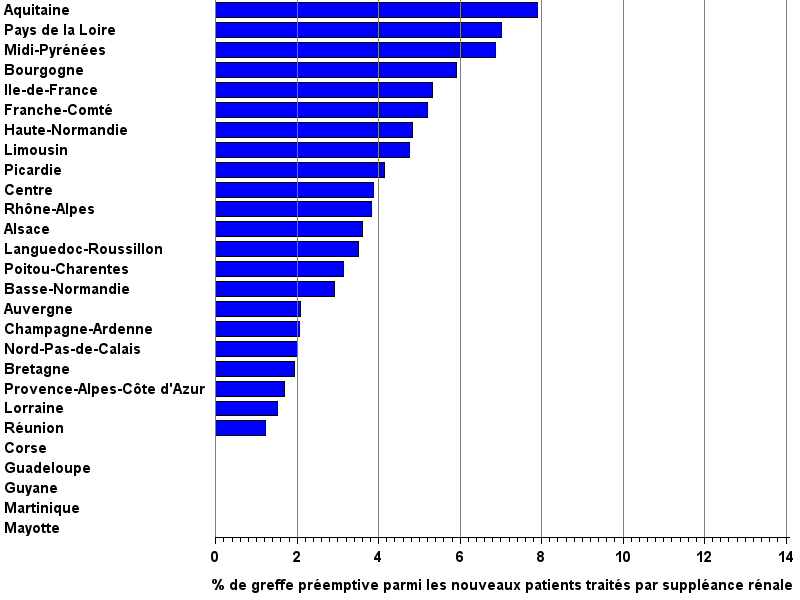 Aquitaine
Pays de la Loire
Midi-Pyrénées
Bourgogne
Ile-de-France
Franche-Comté
Haute-Normandie
Limousin
Picardie
Centre
Rhône-Alpes
Alsace
Languedoc-Roussillon
Poitou-Charentes
Basse-Normandie
Auvergne
Champagne-Ardenne
Nord-Pas-de-Calais
Bretagne
Provence-Alpes-Côte d'Azur
Lorraine
Réunion
Corse
Guadeloupe
Guyane
Martinique
Mayotte
0 2 4 6 8 10 12 14
% de greffe préemptive parmi les nouveaux patients traités par suppléance rénale